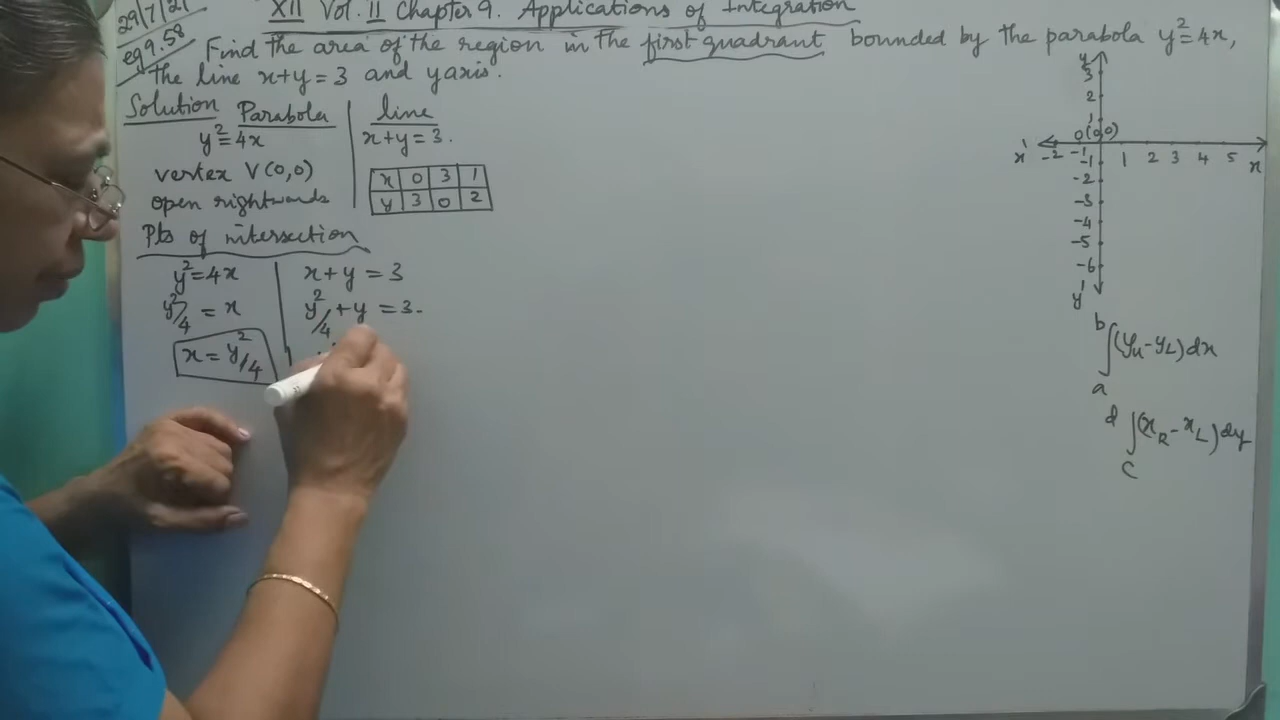 29/7/21
XII Vol. II Chapter 9. Applications of Integration
eg 9.58
Find the area of the region in the first quadrant bounded by the parabola y²=4x,
the line x+y=3 and y axis.
Solution Parabola
y²=4x
vertex V(0,0)
open rightwards
line
x+y=3.
x 0 3 1
y 3 0 2
Pts of intersection
y²=4x
y²/4 = x
x = y²/4
x+y=3
y²/4 +y = 3.
y
3
2
1
0(0,0)
x' -2 -1 1 2 3 4 5 x
-1
-2
-3
-4
-5
-6
y'
b
∫(yu-yL)dx
a
d
∫(xR-xL)dy
c